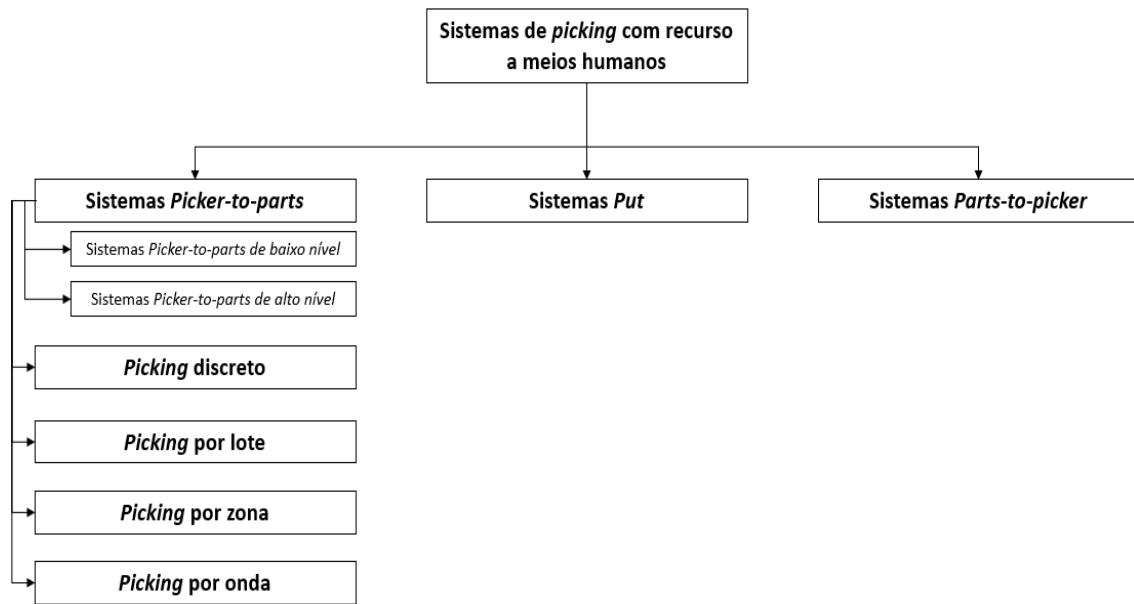 Sistemas de picking com recurso
a meios humanos
Sistemas Picker-to-parts
Sistemas Put
Sistemas Parts-to-picker
Sistemas Picker-to-parts de baixo nível
Sistemas Picker-to-parts de alto nível
Picking discreto
Picking por lote
Picking por zona
Picking por onda